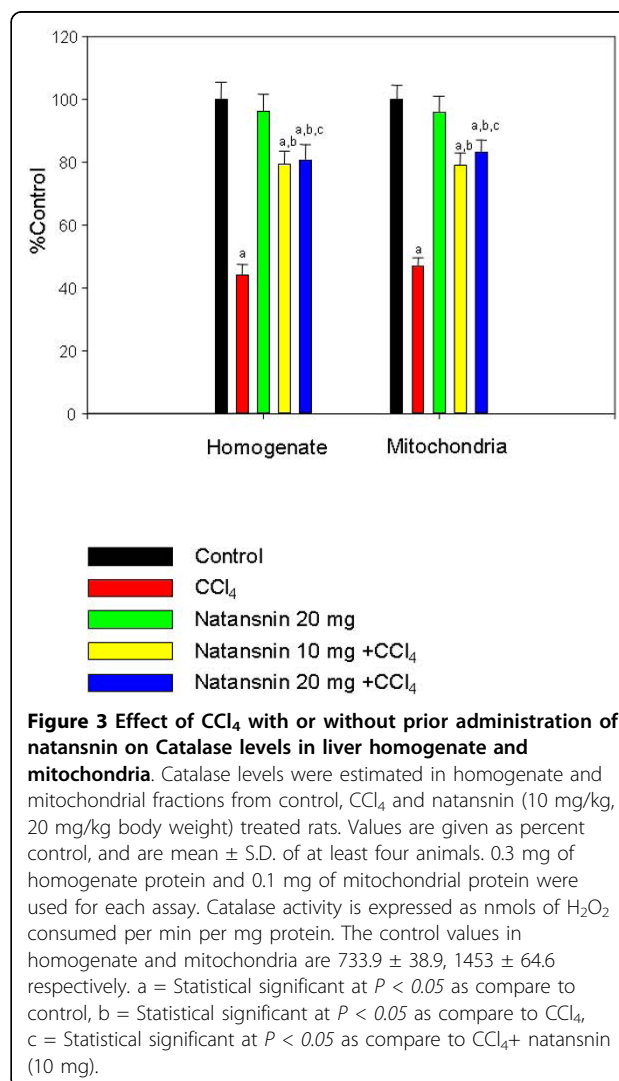 120
100
80
60
40
20
0
%Control
a
a,b
a,b,c
a
a,b
a,b,c
Homogenate
Mitochondria
Control
CCl₄
Natansnin 20 mg
Natansnin 10 mg +CCl₄
Natansnin 20 mg +CCl₄
Figure 3 Effect of CCl₄ with or without prior administration of
natansnin on Catalase levels in liver homogenate and
mitochondria. Catalase levels were estimated in homogenate and
mitochondrial fractions from control, CCl₄ and natansnin (10 mg/kg,
20 mg/kg body weight) treated rats. Values are given as percent
control, and are mean ± S.D. of at least four animals. 0.3 mg of
homogenate protein and 0.1 mg of mitochondrial protein were
used for each assay. Catalase activity is expressed as nmols of H₂O₂
consumed per min per mg protein. The control values in
homogenate and mitochondria are 733.9 ± 38.9, 1453 ± 64.6
respectively. a = Statistical significant at P < 0.05 as compare to
control, b = Statistical significant at P < 0.05 as compare to CCl₄,
c = Statistical significant at P < 0.05 as compare to CCl₄+ natansnin
(10 mg).